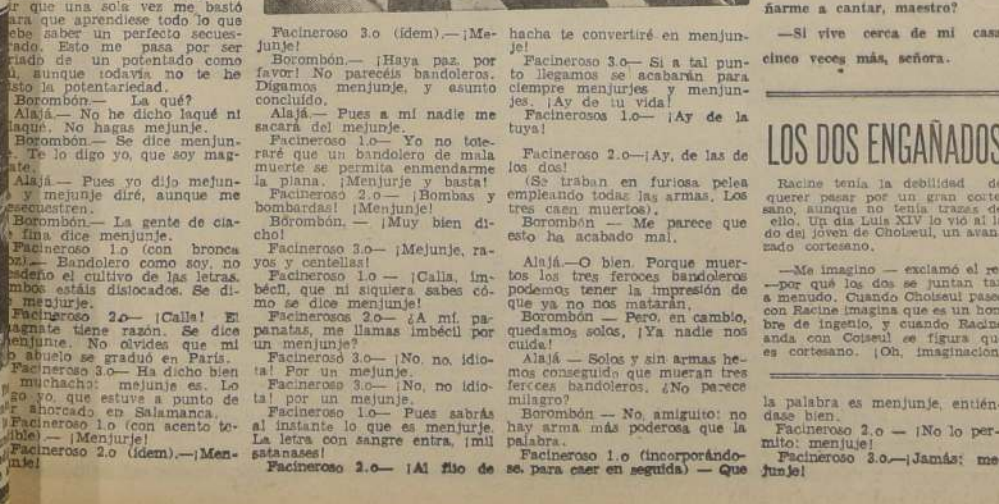 r que una sola vez me bastó
ara que aprendiese todo lo que
ebe saber un perfecto secues-
rado. Esto me pasa por ser
riado de un potentado como
ú, aunque todavía no te he
isto la potentariedad.
Borombón.— La qué?
Alajá.— No he dicho laqué ni
laqué. No hagas mejunje.
Borombón.— Se dice menjun-
. Te lo digo yo, que soy mag-
ate.
Alajá.— Pues yo dijo mejun-
y mejunje diré, aunque me
esecuestren.
Borombón.— La gente de cla-
fina dice menjunje.
Facineroso 1.o (con bronca
oz).— Bandolero como soy, no
esdeño el cultivo de las letras.
mbos estáis dislocados. Se di-
menjurje.
Facineroso 2.o— ¡Calla! El
agnate tiene razón. Se dice
enjunje. No olvides que mi
o abuelo se graduó en París.
Facineroso 3.o— Ha dicho bien
muchacho: mejunje es. Lo
go yo, que estuve a punto de
r ahorcado en Salamanca.
Facineroso 1.o (con acento te-
ible).— ¡Menjurje!
Facineroso 2.o (ídem).—¡Men-
nje!
Facineroso 3.o (ídem).— ¡Me-
junje!
Borombón.— ¡Haya paz, por
favor! No parecéis bandoleros.
Digamos menjunje, y asunto
concluído.
Alajá.— Pues a mí nadie me
sacará del mejunje.
Facineroso 1.o— Yo no tole-
raré que un bandolero de mala
muerte se permita enmendarme
la plana. ¡Menjurje y basta!
Facineroso 2.o— ¡Bombas y
bombardas! ¡Menjunje!
Borombón.— ¡Muy bien di-
cho!
Facineroso 3.o— ¡Mejunje, ra-
yos y centellas!
Facineroso 1.o — ¡Calla, im-
bécil, que ni siquiera sabes có-
mo se dice menjunje!
Facinerosos 2.o— ¿A mí, pa-
panatas, me llamas imbécil por
un menjunje?
Facineroso 3.o— ¡No, no, idio-
ta! Por un mejunje.
Facineroso 3.o— ¡No, no idio-
ta! por un mejunje.
Facineroso 1.o— Pues sabrás
al instante lo que es menjurje.
La letra con sangre entra, ¡mil
satanases!
Facineroso 2.o— ¡Al filo de
hacha te convertiré en menjun-
je!
Facineroso 3.o— Si a tal pun-
to llegamos se acabarán para
ciempre menjurjes y menjun-
jes. ¡Ay de tu vida!
Facinerosos 1.o— ¡Ay de la
tuya!
Facineroso 2.o—¡Ay, de las de
los dos!
(Se traban en furiosa pelea
empleando todas las armas. Los
tres caen muertos).
Borombón — Me parece que
esto ha acabado mal.
Alajá.—O bien. Porque muer-
tos los tres feroces bandoleros
podemos tener la impresión de
que ya no nos matarán.
Borombón — Pero, en cambio,
quedamos solos, ¡Ya nadie nos
cuida!
Alajá — Solos y sin armas he-
mos conseguido que mueran tres
feroces bandoleros. ¿No parece
milagro?
Borombón — No, amiguito: no
hay arma más poderosa que la
palabra.
Facineroso 1.o (incorporándo-
se, para caer en seguida) — Que
ñarme a cantar, maestro?
—Si vive cerca de mi casa
cinco veces más, señora.
LOS DOS ENGAÑADOS
Racine tenía la debilidad d
querer pasar por un gran corte
sano, aunque no tenía trazas d
ello. Un día Luis XIV lo vió al l
do del joven de Choiseul, un avan
zado cortesano.
—Me imagino — exclamó el re
—por qué los dos se juntan ta
a menudo. Cuando Choiseul pase
con Racine imagina que es un hom
bre de ingenio, y cuando Racin
anda con Coiseul se figura qu
es cortesano. ¡Oh, imaginación
la palabra es menjunje, entién-
dase bien.
Facineroso 2.o — ¡No lo per-
mito: menjuje!
Facineroso 3.o.—¡Jamás: me-
junje!